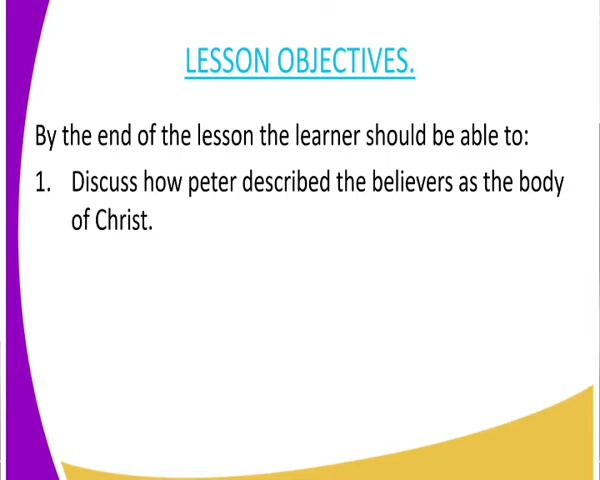 LESSON OBJECTIVES.
By the end of the lesson the learner should be able to:
1. Discuss how peter described the believers as the body
of Christ.